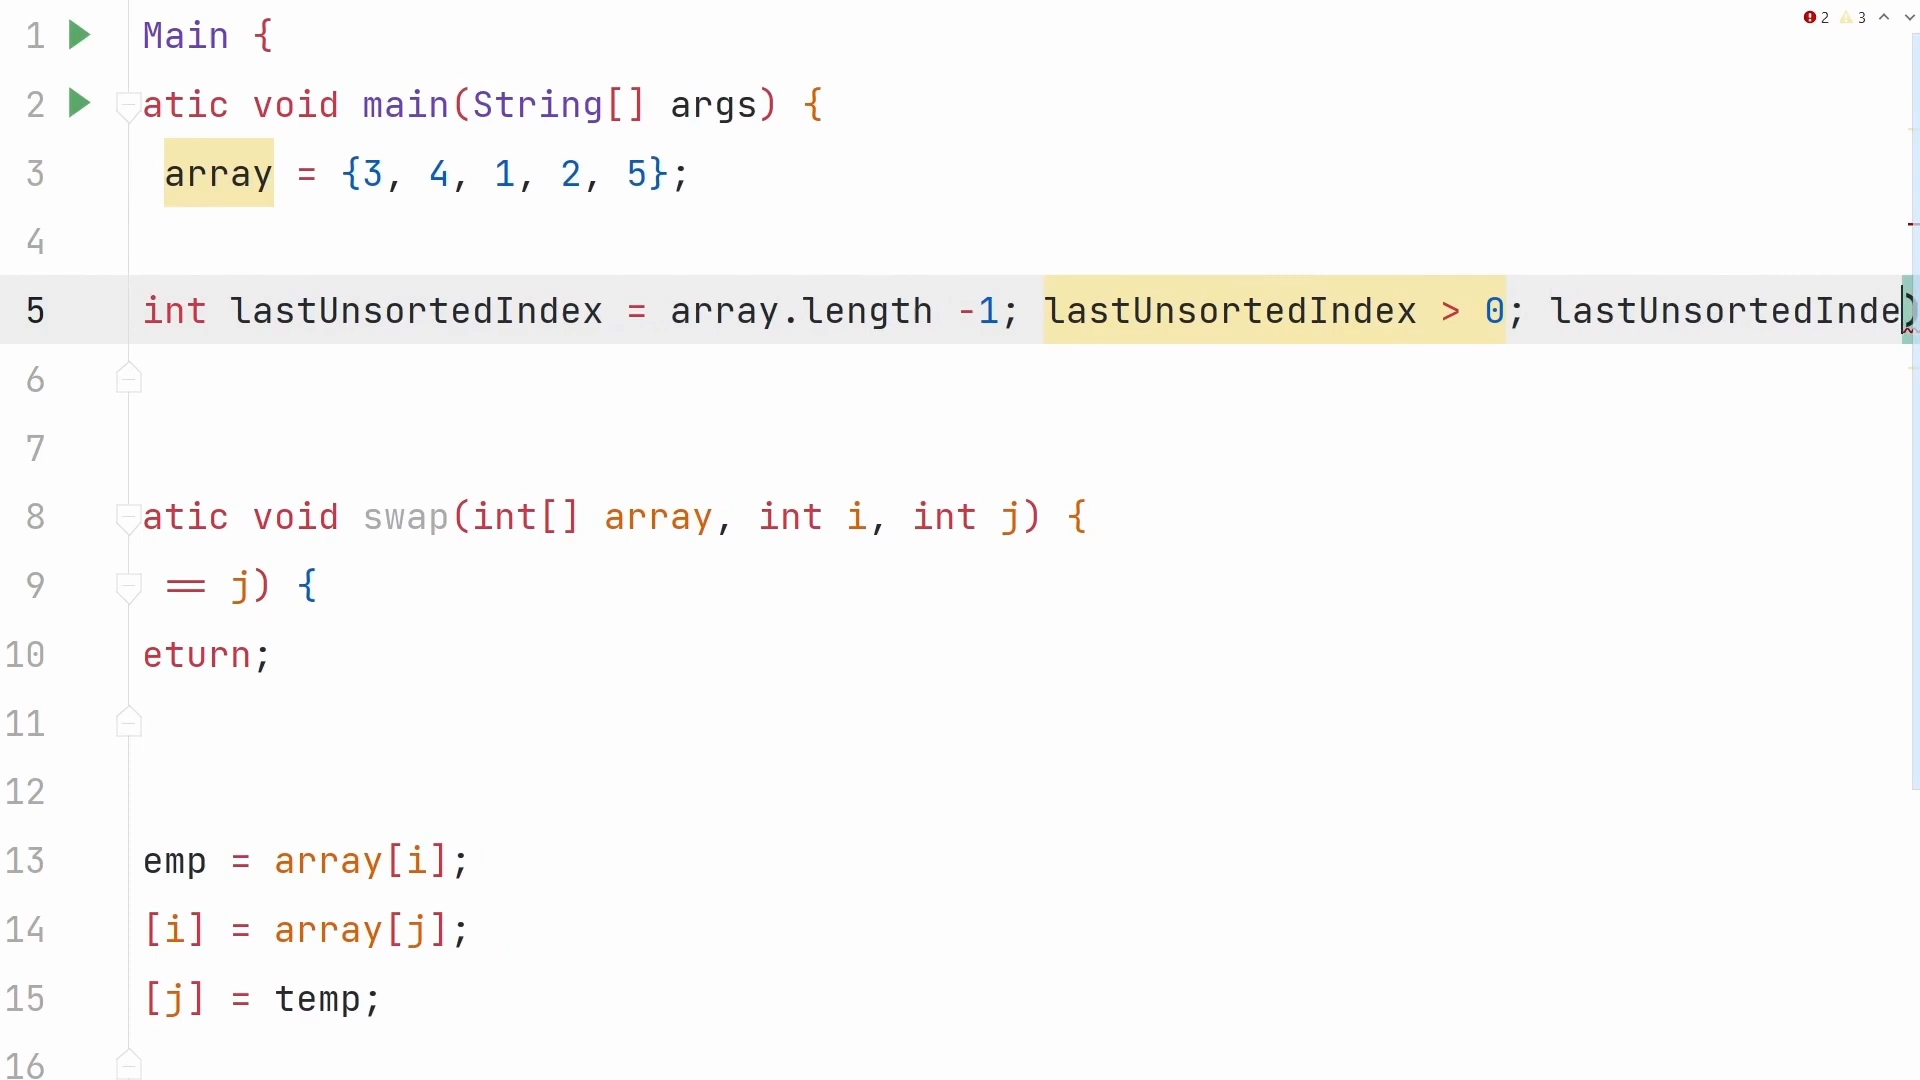 2 3
1 Main {
2 atic void main(String[] args) {
3 array = {3, 4, 1, 2, 5};
4
5 int lastUnsortedIndex = array.length -1; lastUnsortedIndex > 0; lastUnsortedInde)
6
7
8 atic void swap(int[] array, int i, int j) {
9 == j) {
10 eturn;
11
12
13 emp = array[i];
14 [i] = array[j];
15 [j] = temp;
16